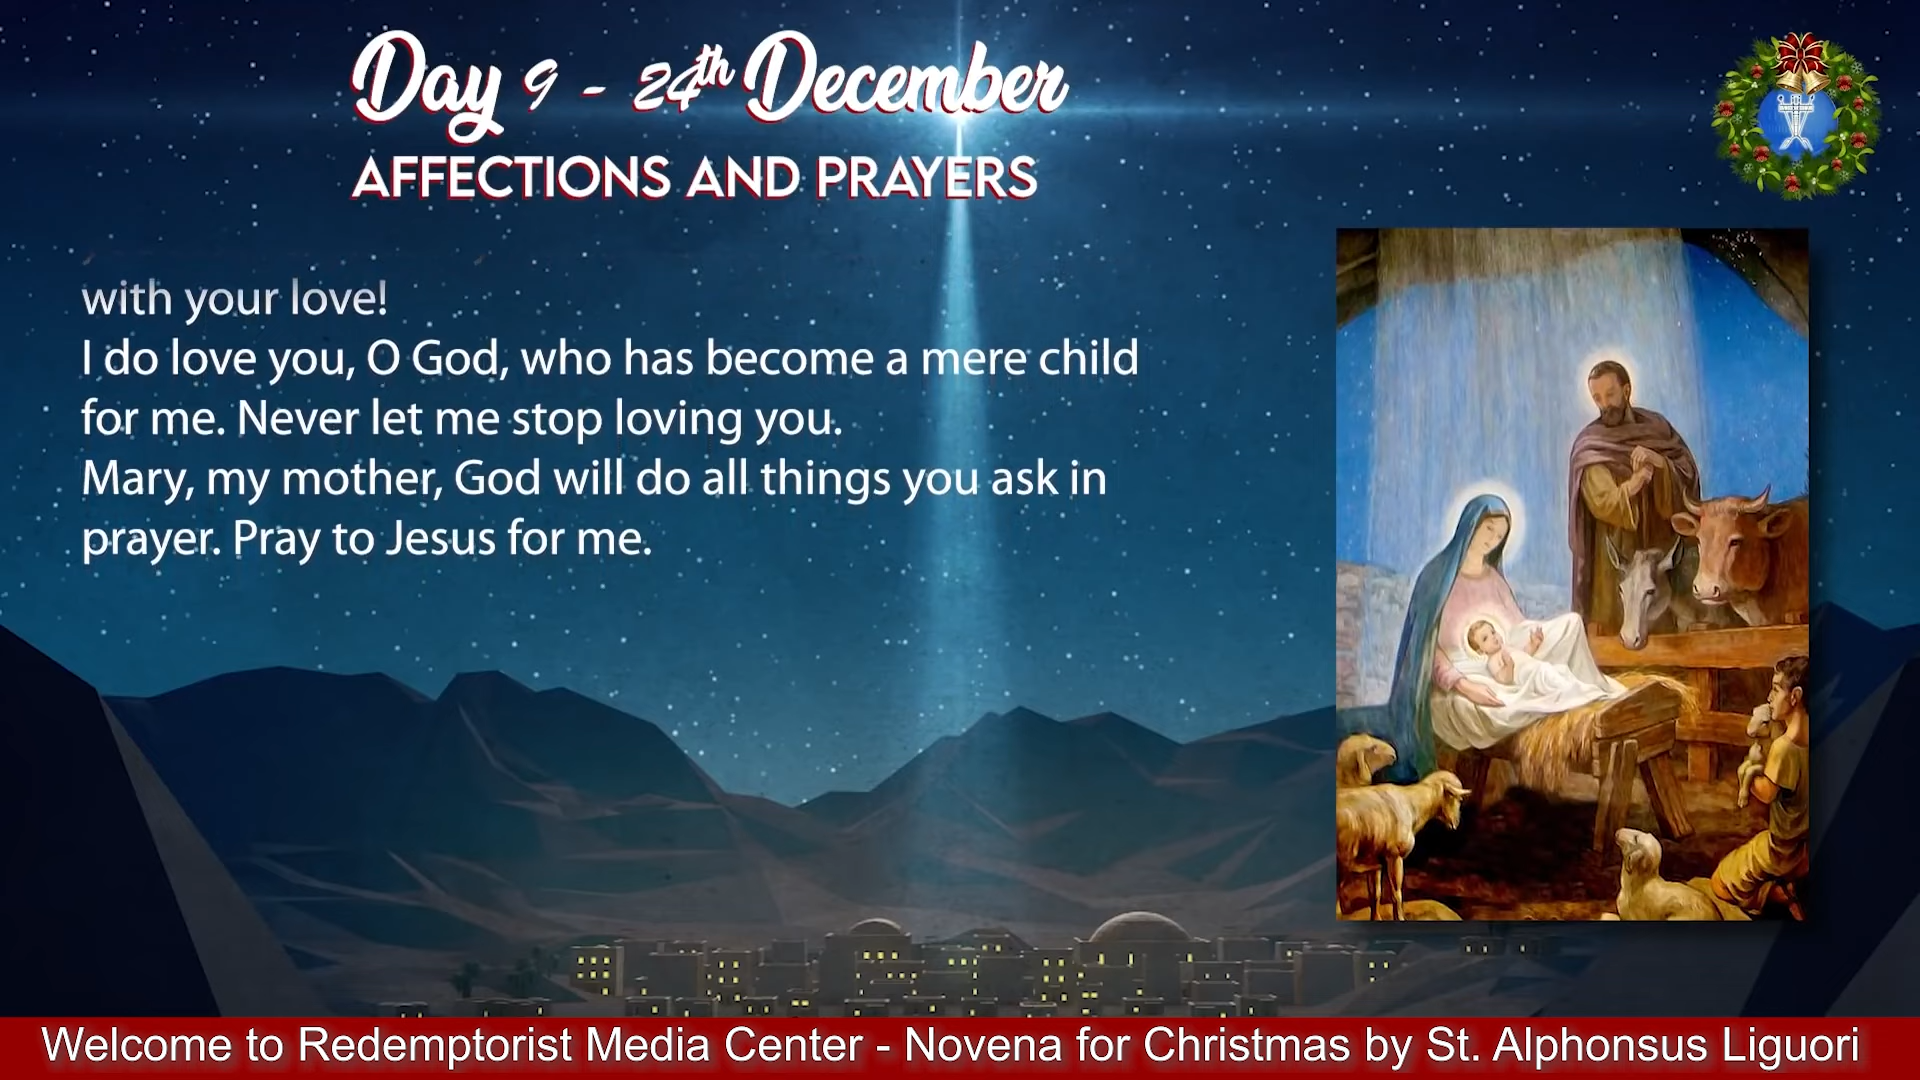 Day 9 - 24th December
AFFECTIONS AND PRAYERS
with your love!
I do love you, O God, who has become a mere child
for me. Never let me stop loving you.
Mary, my mother, God will do all things you ask in
prayer. Pray to Jesus for me.
Welcome to Redemptorist Media Center - Novena for Christmas by St. Alphonsus Liguori